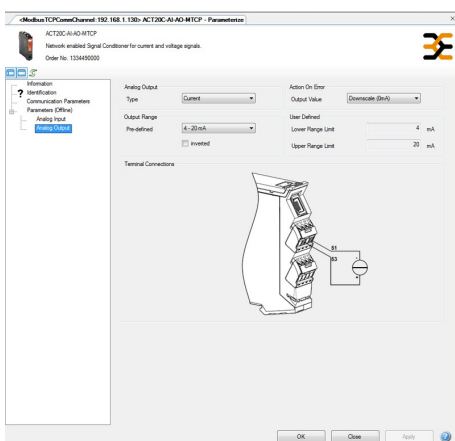 <ModbusTCPCommChannel:192.168.1.130> ACT20C-AI-AO-MTCP - Parameterize
ACT20C-AI-AO-MTCP
Network enabled Signal Conditioner for current and voltage signals.
Order No. 1334490000
Information
? Identification
Communication Parameters
Parameters (Offline)
Analog Input
Analog Output
Analog Output
Type
Current
Action On Error
Output Value
Downscale (0mA)
Output Range
Pre-defined
4 - 20 mA
inverted
User Defined
Lower Range Limit
4 mA
Upper Range Limit
20 mA
Terminal Connections
51
53
OK
Close
Apply
?